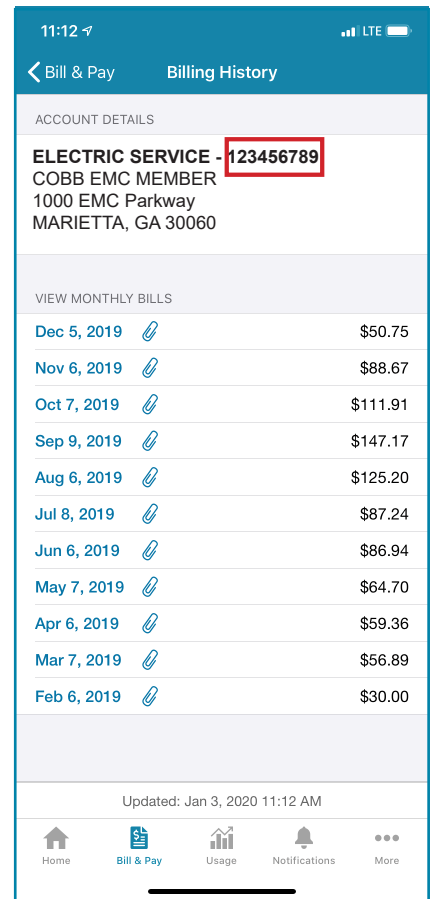 11:12 LTE
Bill & Pay Billing History
ACCOUNT DETAILS
ELECTRIC SERVICE - 123456789
COBB EMC MEMBER
1000 EMC Parkway
MARIETTA, GA 30060
VIEW MONTHLY BILLS
Dec 5, 2019 $50.75
Nov 6, 2019 $88.67
Oct 7, 2019 $111.91
Sep 9, 2019 $147.17
Aug 6, 2019 $125.20
Jul 8, 2019 $87.24
Jun 6, 2019 $86.94
May 7, 2019 $64.70
Apr 6, 2019 $59.36
Mar 7, 2019 $56.89
Feb 6, 2019 $30.00
Updated: Jan 3, 2020 11:12 AM
Home Bill & Pay Usage Notifications More